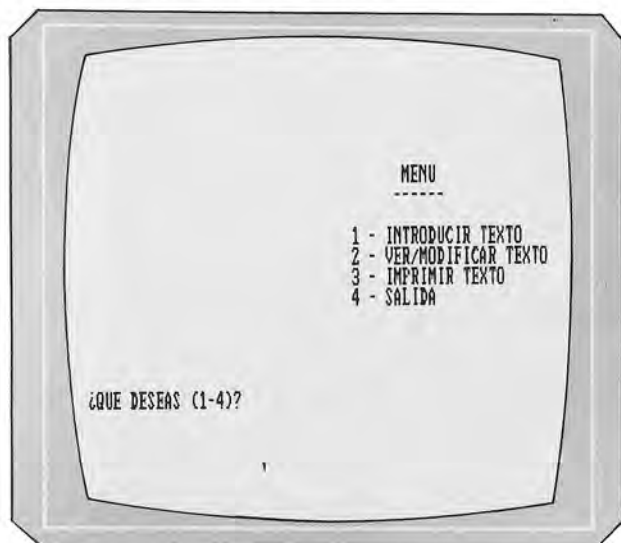 MENU
------
1 - INTRODUCIR TEXTO
2 - VER/MODIFICAR TEXTO
3 - IMPRIMIR TEXTO
4 - SALIDA
¿QUE DESEAS (1-4)?